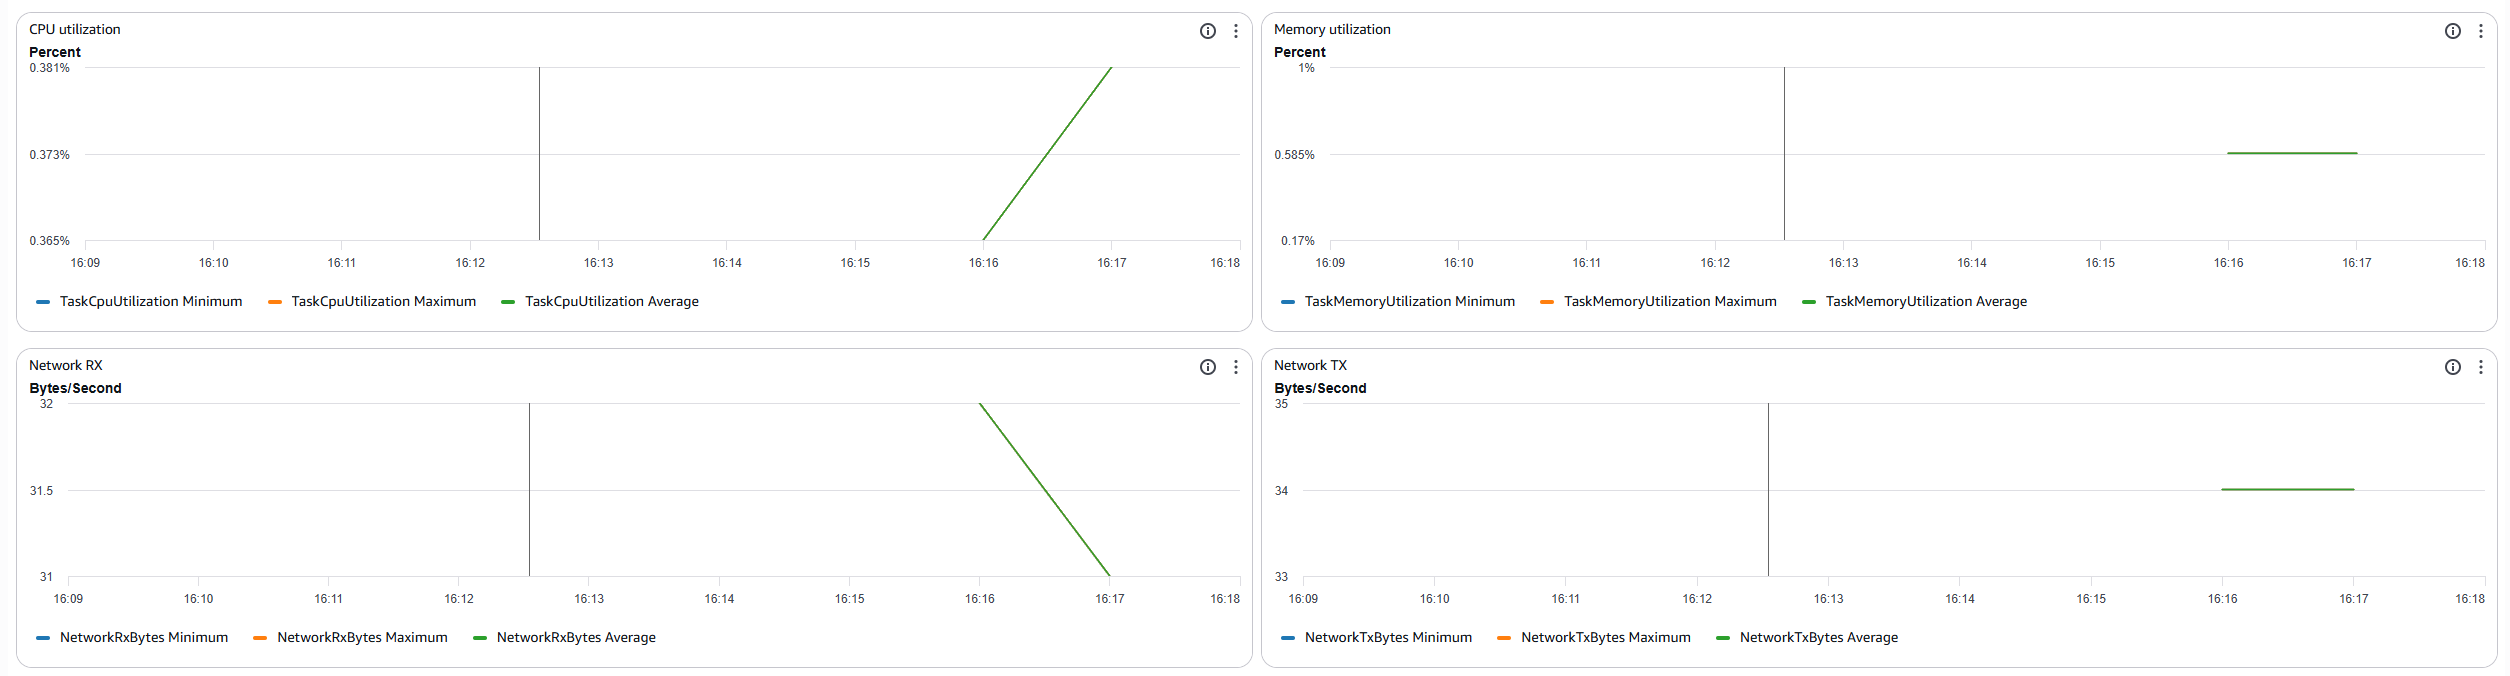 CPU utilization
Percent
0.381%
0.373%
0.365%
16:09 16:10 16:11 16:12 16:13 16:14 16:15 16:16 16:17 16:18
TaskCpuUtilization Minimum TaskCpuUtilization Maximum TaskCpuUtilization Average
Memory utilization
Percent
1%
0.585%
0.17%
16:09 16:10 16:11 16:12 16:13 16:14 16:15 16:16 16:17 16:18
TaskMemoryUtilization Minimum TaskMemoryUtilization Maximum TaskMemoryUtilization Average
Network RX
Bytes/Second
32
31.5
31
16:09 16:10 16:11 16:12 16:13 16:14 16:15 16:16 16:17 16:18
NetworkRxBytes Minimum NetworkRxBytes Maximum NetworkRxBytes Average
Network TX
Bytes/Second
35
34
33
16:09 16:10 16:11 16:12 16:13 16:14 16:15 16:16 16:17 16:18
NetworkTxBytes Minimum NetworkTxBytes Maximum NetworkTxBytes Average